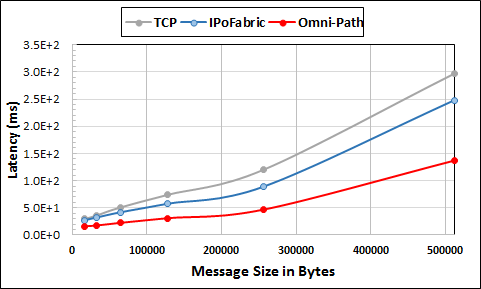 TCP IPoFabric Omni-Path
3.5E+2
3.0E+2
2.5E+2
2.0E+2
1.5E+2
1.0E+2
5.0E+1
0.0E+0
Latency (ms)
0 100000 200000 300000 400000 500000
Message Size in Bytes